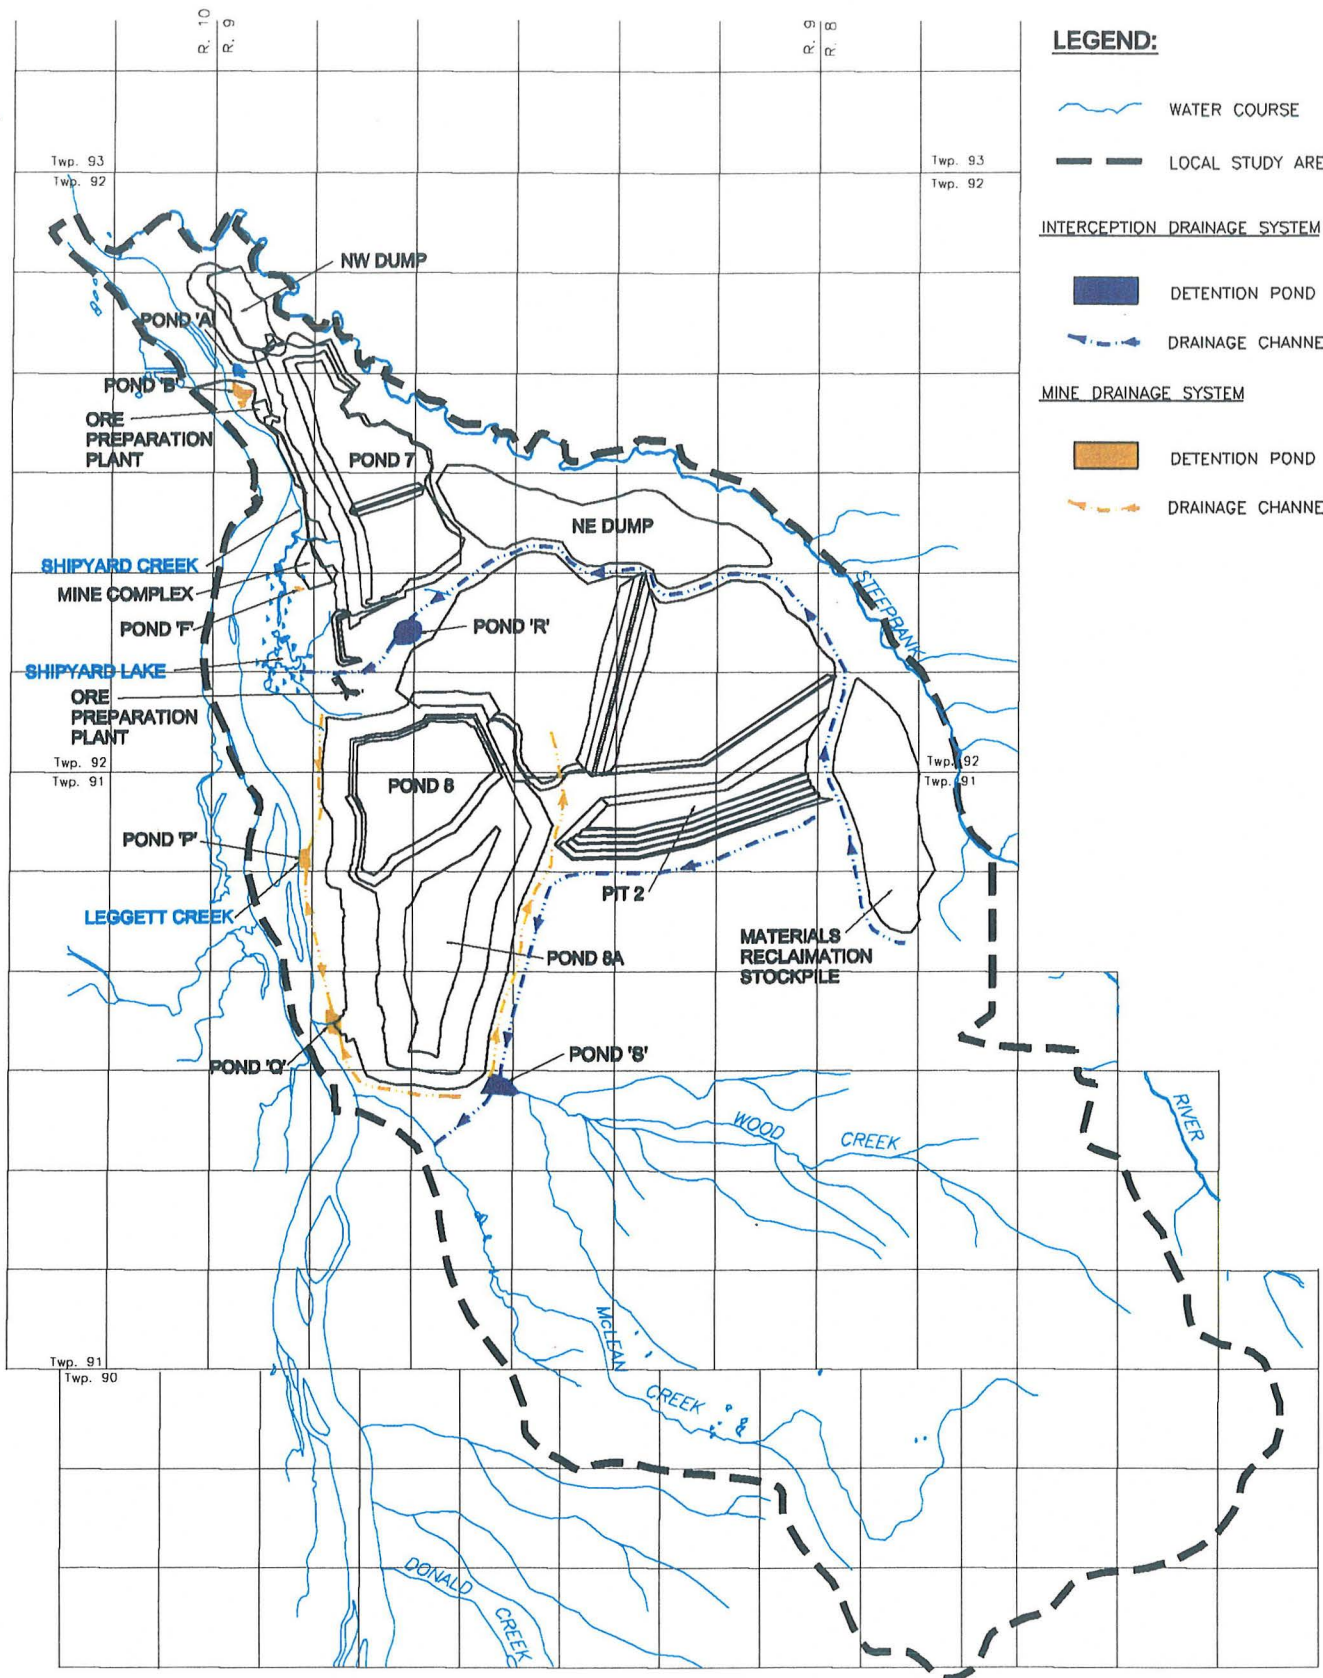 R. 10
R. 9
R. 9
R. 8
LEGEND:
WATER COURSE
LOCAL STUDY ARE
INTERCEPTION DRAINAGE SYSTEM
DETENTION POND
DRAINAGE CHANNE
MINE DRAINAGE SYSTEM
DETENTION POND
DRAINAGE CHANNE
Twp. 93
Twp. 92
Twp. 93
Twp. 92
NW DUMP
POND 'A'
POND 'B'
ORE
PREPARATION
PLANT
POND 7
NE DUMP
SHIPYARD CREEK
MINE COMPLEX
POND 'F'
POND 'R'
STEEPBANK
SHIPYARD LAKE
ORE
PREPARATION
PLANT
Twp. 92
Twp. 91
Twp. 92
Twp. 91
POND 8
POND 'P'
PIT 2
LEGGETT CREEK
MATERIALS
RECLAIMATION
STOCKPILE
POND 8A
POND 'Q'
POND 'S'
WOOD
CREEK
RIVER
McLEAN
CREEK
Twp. 91
Twp. 90
DONALD
CREEK